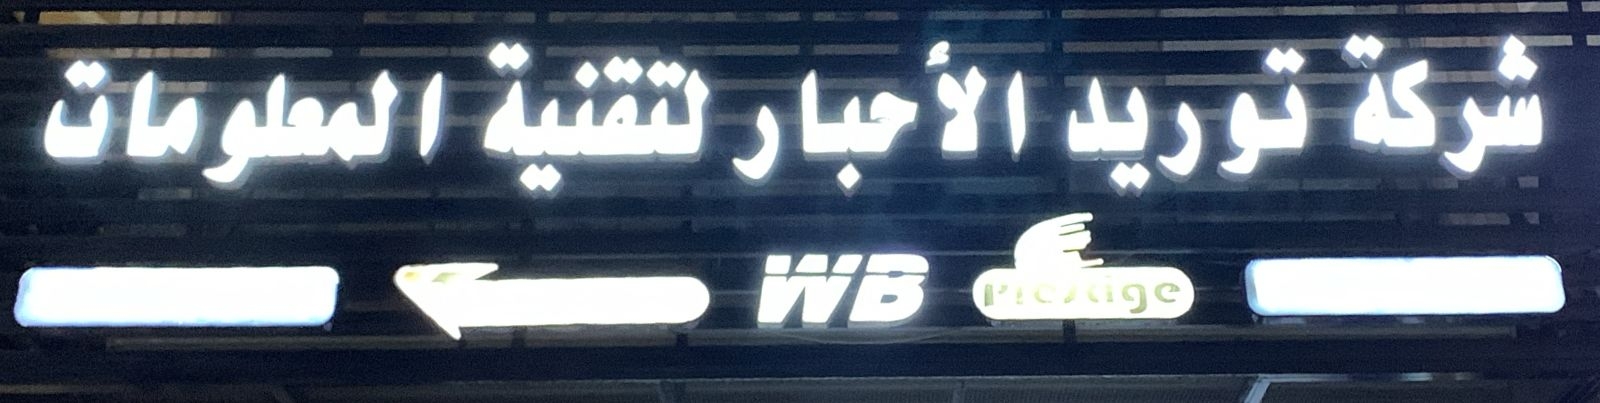 شركة توريد الأحبار لتقنية المعلومات
WB Prestige